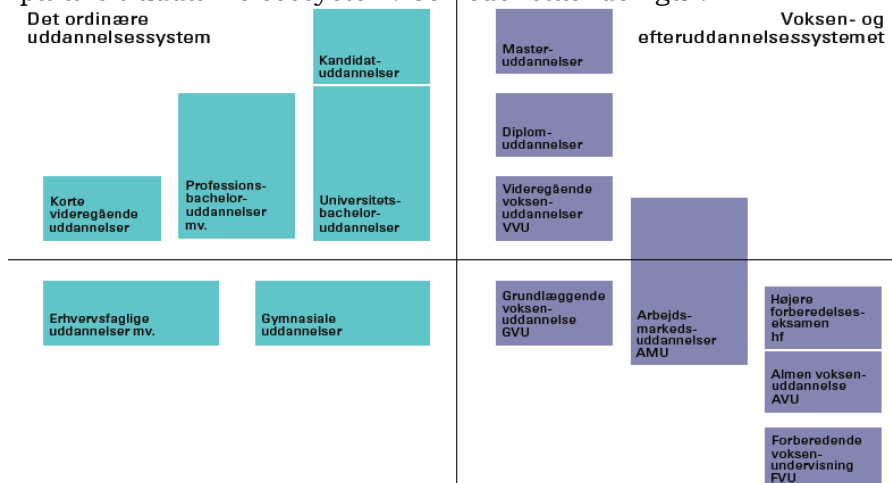 Det ordinære
uddannelsessystem
Voksen- og
efteruddannelsessystemet
Kandidat-
uddannelser
Professions-
bachelor-
uddannelser
mv.
Universitets-
bachelor-
uddannelser
Korte
videregående
uddannelser
Erhvervsfaglige
uddannelser mv.
Gymnasiale
uddannelser
Master-
uddannelser
Diplom-
uddannelser
Videregående
voksen-
uddannelser
VVU
Grundlæggende
voksen-
uddannelse
GVU
Arbejds-
markeds-
uddannelser
AMU
Højere
forberedelses-
eksamen
hf
Almen voksen-
uddannelse
AVU
Forberedende
voksen-
undervisning
FVU